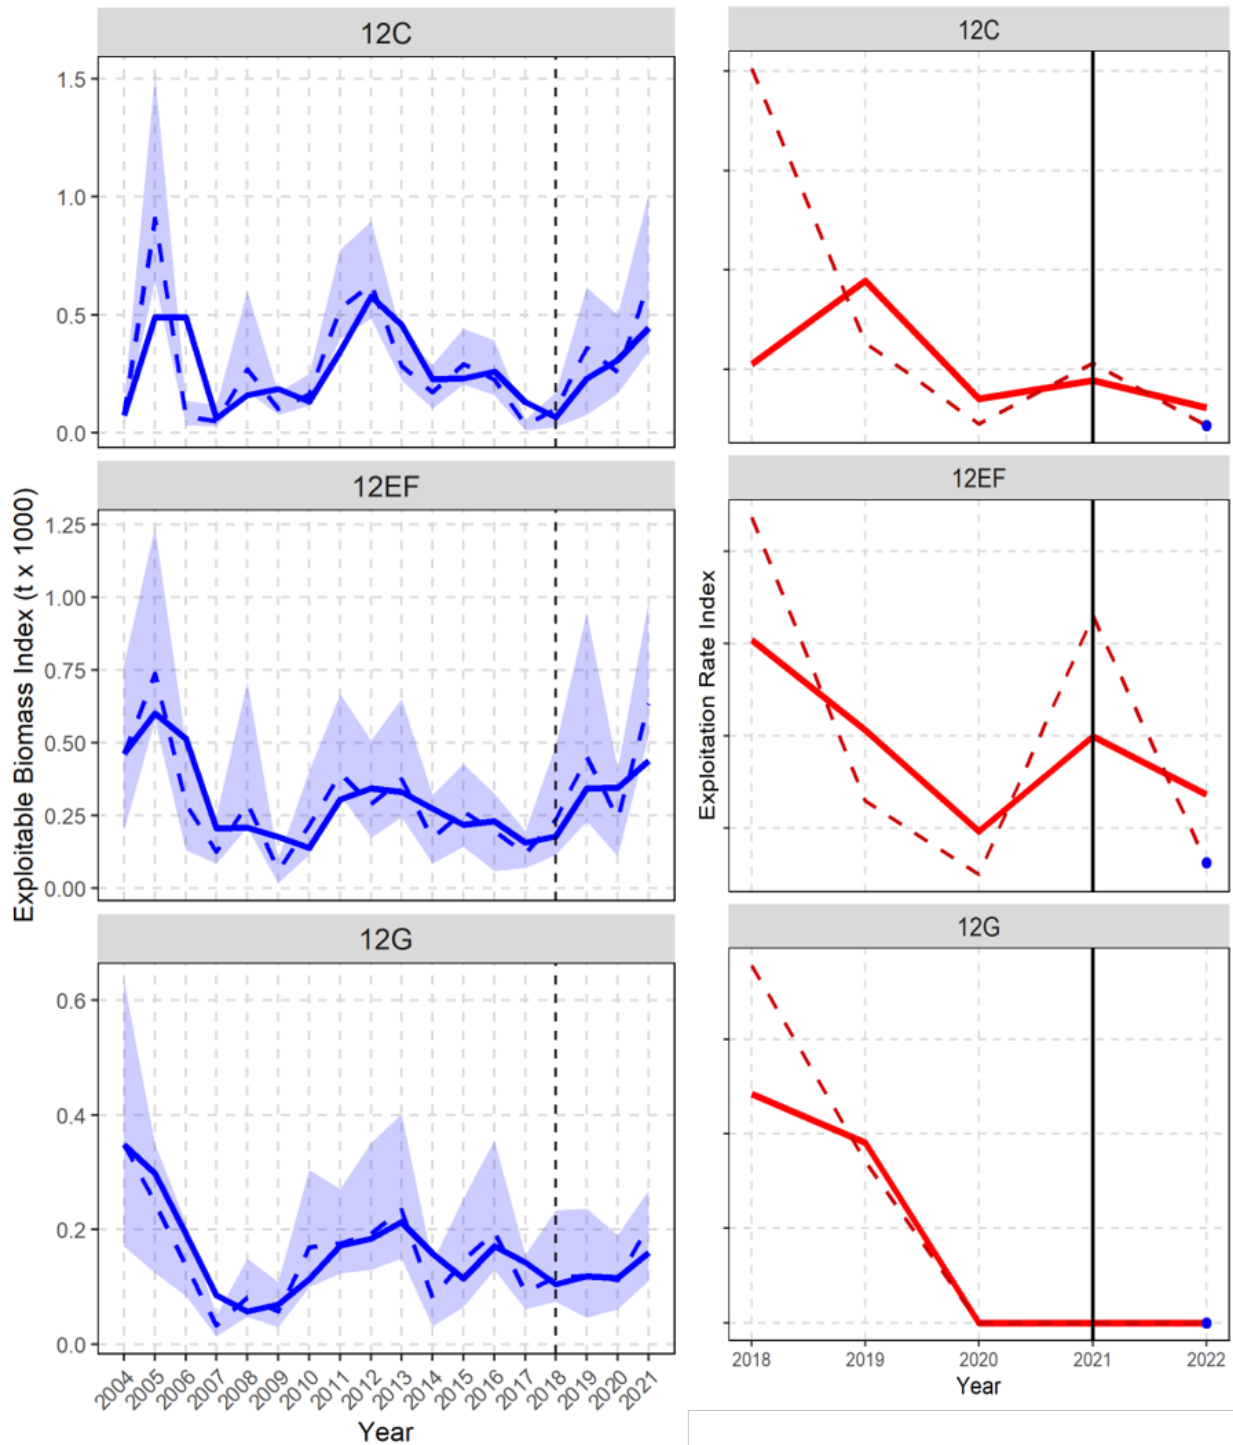 12C
1.5
1.0
0.5
0.0
12EF
1.25
1.00
0.75
0.50
0.25
0.00
12G
0.6
0.4
0.2
0.0
2004 2005 2006 2007 2008 2009 2010 2011 2012 2013 2014 2015 2016 2017 2018 2019 2020 2021
Year
Exploitable Biomass Index (t x 1000)
12C
12EF
12G
2018 2019 2020 2021 2022
Year
Exploitation Rate Index